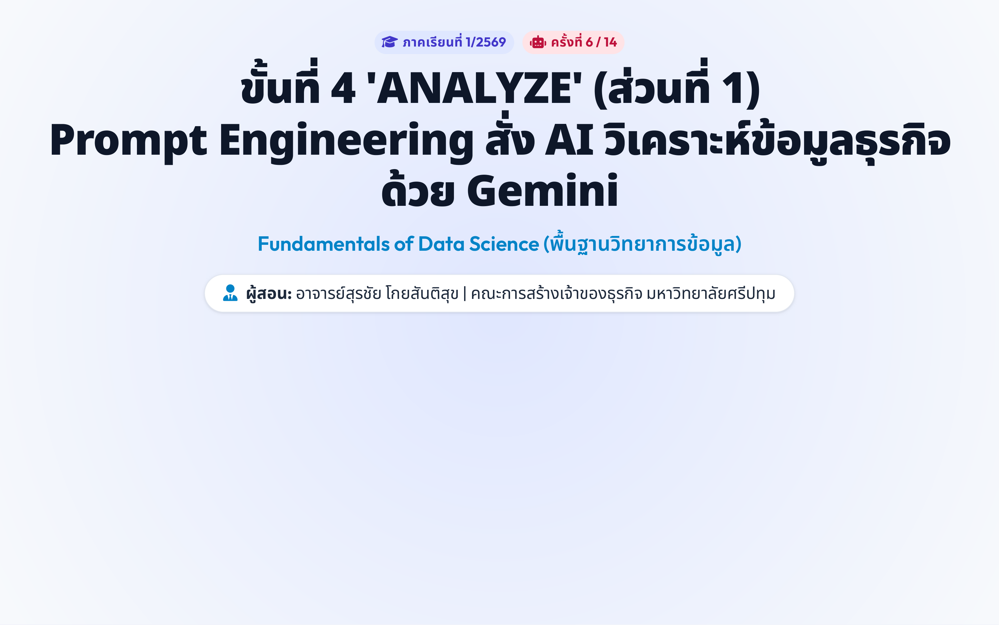 ภาคเรียนที่ 1/2569 ครั้งที่ 6 / 14
ขั้นที่ 4 'ANALYZE' (ส่วนที่ 1)
Prompt Engineering สั่ง AI วิเคราะห์ข้อมูลธุรกิจ
ด้วย Gemini
Fundamentals of Data Science (พื้นฐานวิทยาการข้อมูล)
ผู้สอน: อาจารย์สุรชัย โกยสันติสุข | คณะการสร้างเจ้าของธุรกิจ มหาวิทยาลัยศรีปทุม